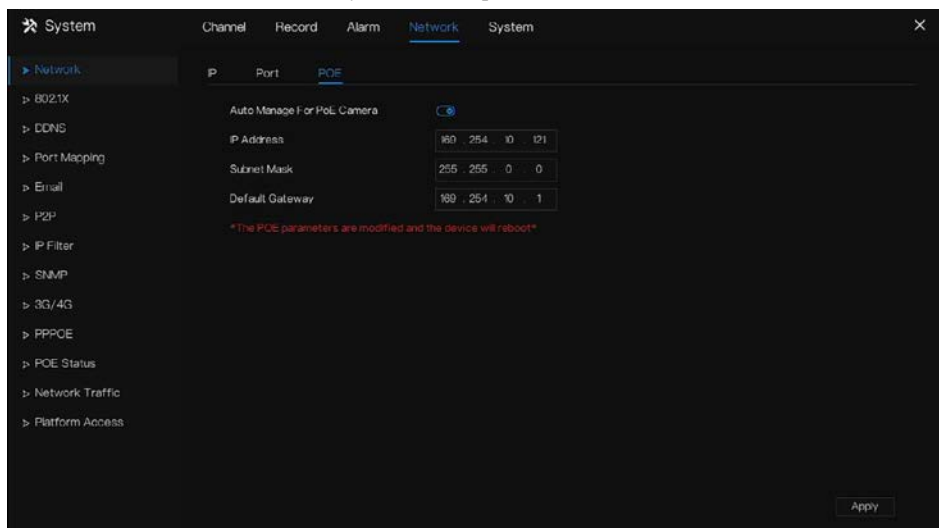 System Channel Record Alarm Network System
Network
802.1X
DDNS
Port Mapping
Email
P2P
IP Filter
SNMP
3G/4G
PPPOE
POE Status
Network Traffic
Platform Access
IP Port POE
Auto Manage For PoE Camera
IP Address 169 . 254 . 10 . 121
Subnet Mask 255 . 255 . 0 . 0
Default Gateway 169 . 254 . 10 . 1
*The POE parameters are modified and the device will reboot*
Apply